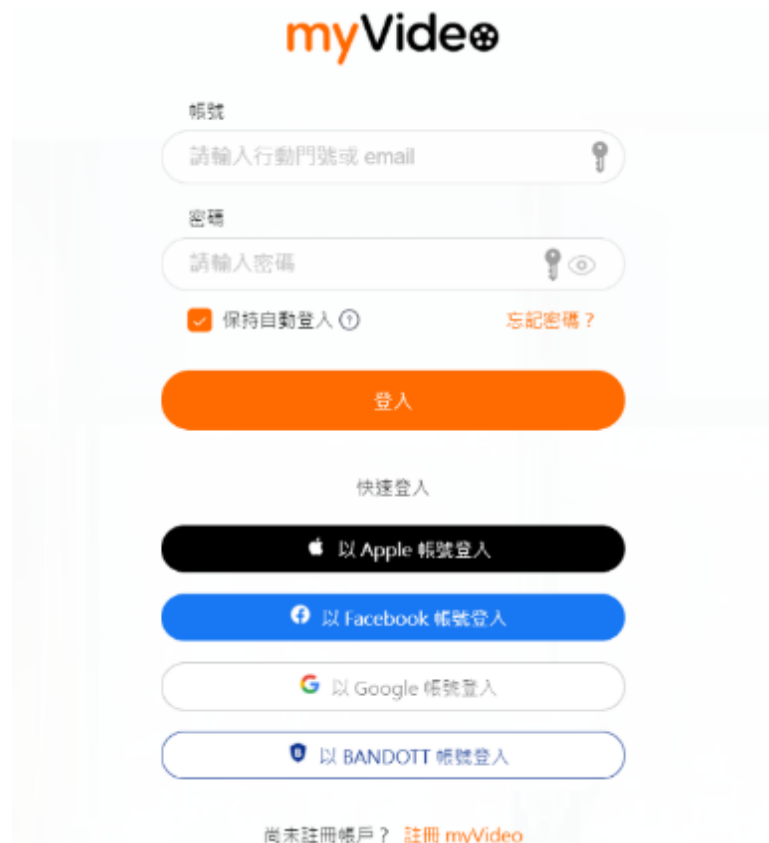 myVideo
帳號
請輸入行動門號或 email
密碼
請輸入密碼
保持自動登入 忘記密碼？
登入
快速登入
以 Apple 帳號登入
以 Facebook 帳號登入
以 Google 帳號登入
以 BANDOTT 帳號登入
尚未註冊帳戶？ 註冊 myVideo